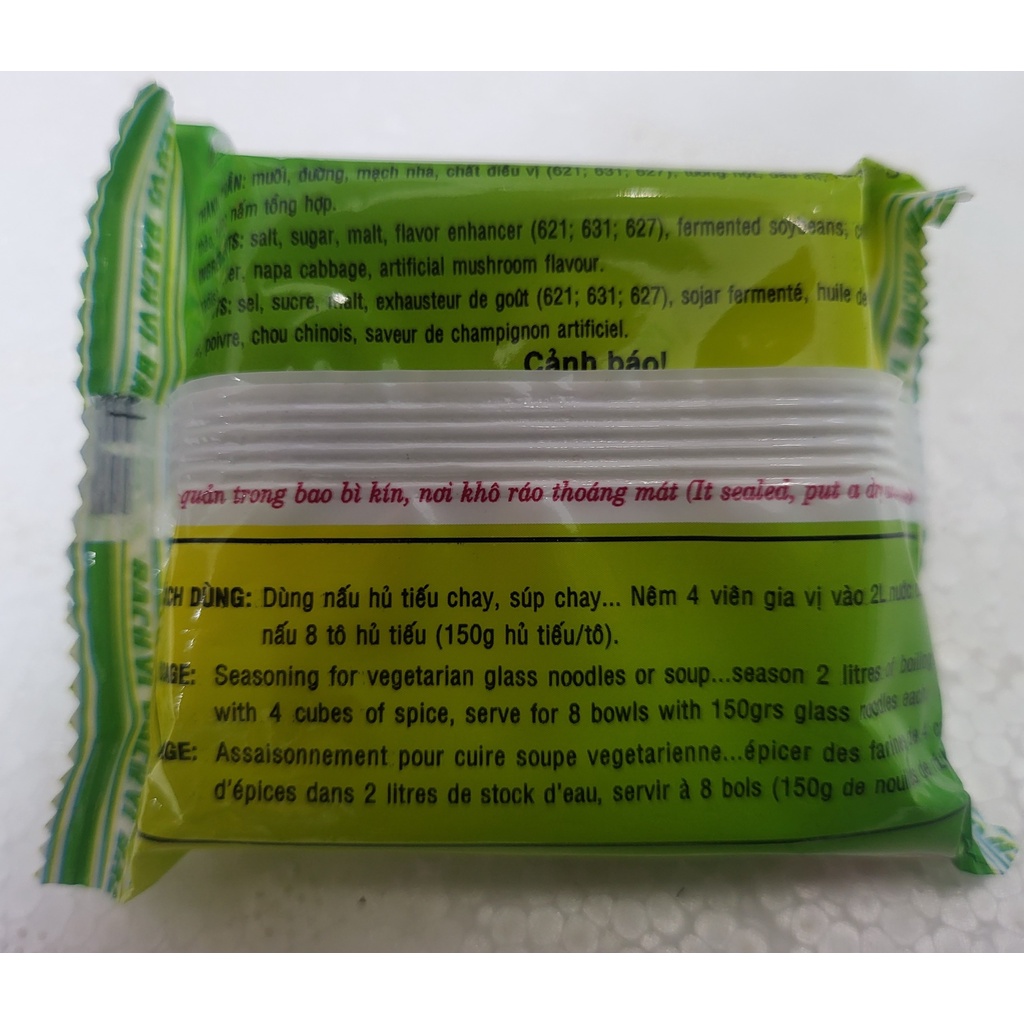 muối, đường, mạch nha, chất điều vị (621; 631; 627),
nấm tổng hợp.
salt, sugar, malt, flavor enhancer (621; 631; 627), fermented soybeans,
napa cabbage, artificial mushroom flavour.
sel, sucre, malt, exhausteur de goût (621; 631; 627), sojar fermenté, huile de
poivre, chou chinois, saveur de champignon artificiel.
Cảnh báo!
quản trong bao bì kín, nơi khô ráo thoáng mát (It sealed, put a
DÙNG: Dùng nấu hủ tiếu chay, súp chay... Nêm 4 viên gia vị vào 2L
nấu 8 tô hủ tiếu (150g hủ tiếu/tô).
Seasoning for vegetarian glass noodles or soup...season 2 litres of boiling
with 4 cubes of spice, serve for 8 bowls with 150grs glass noodles each
Assaisonnement pour cuire soupe vegetarienne...épicer des
d'épices dans 2 litres de stock d'eau, servir à 8 bols (150g de